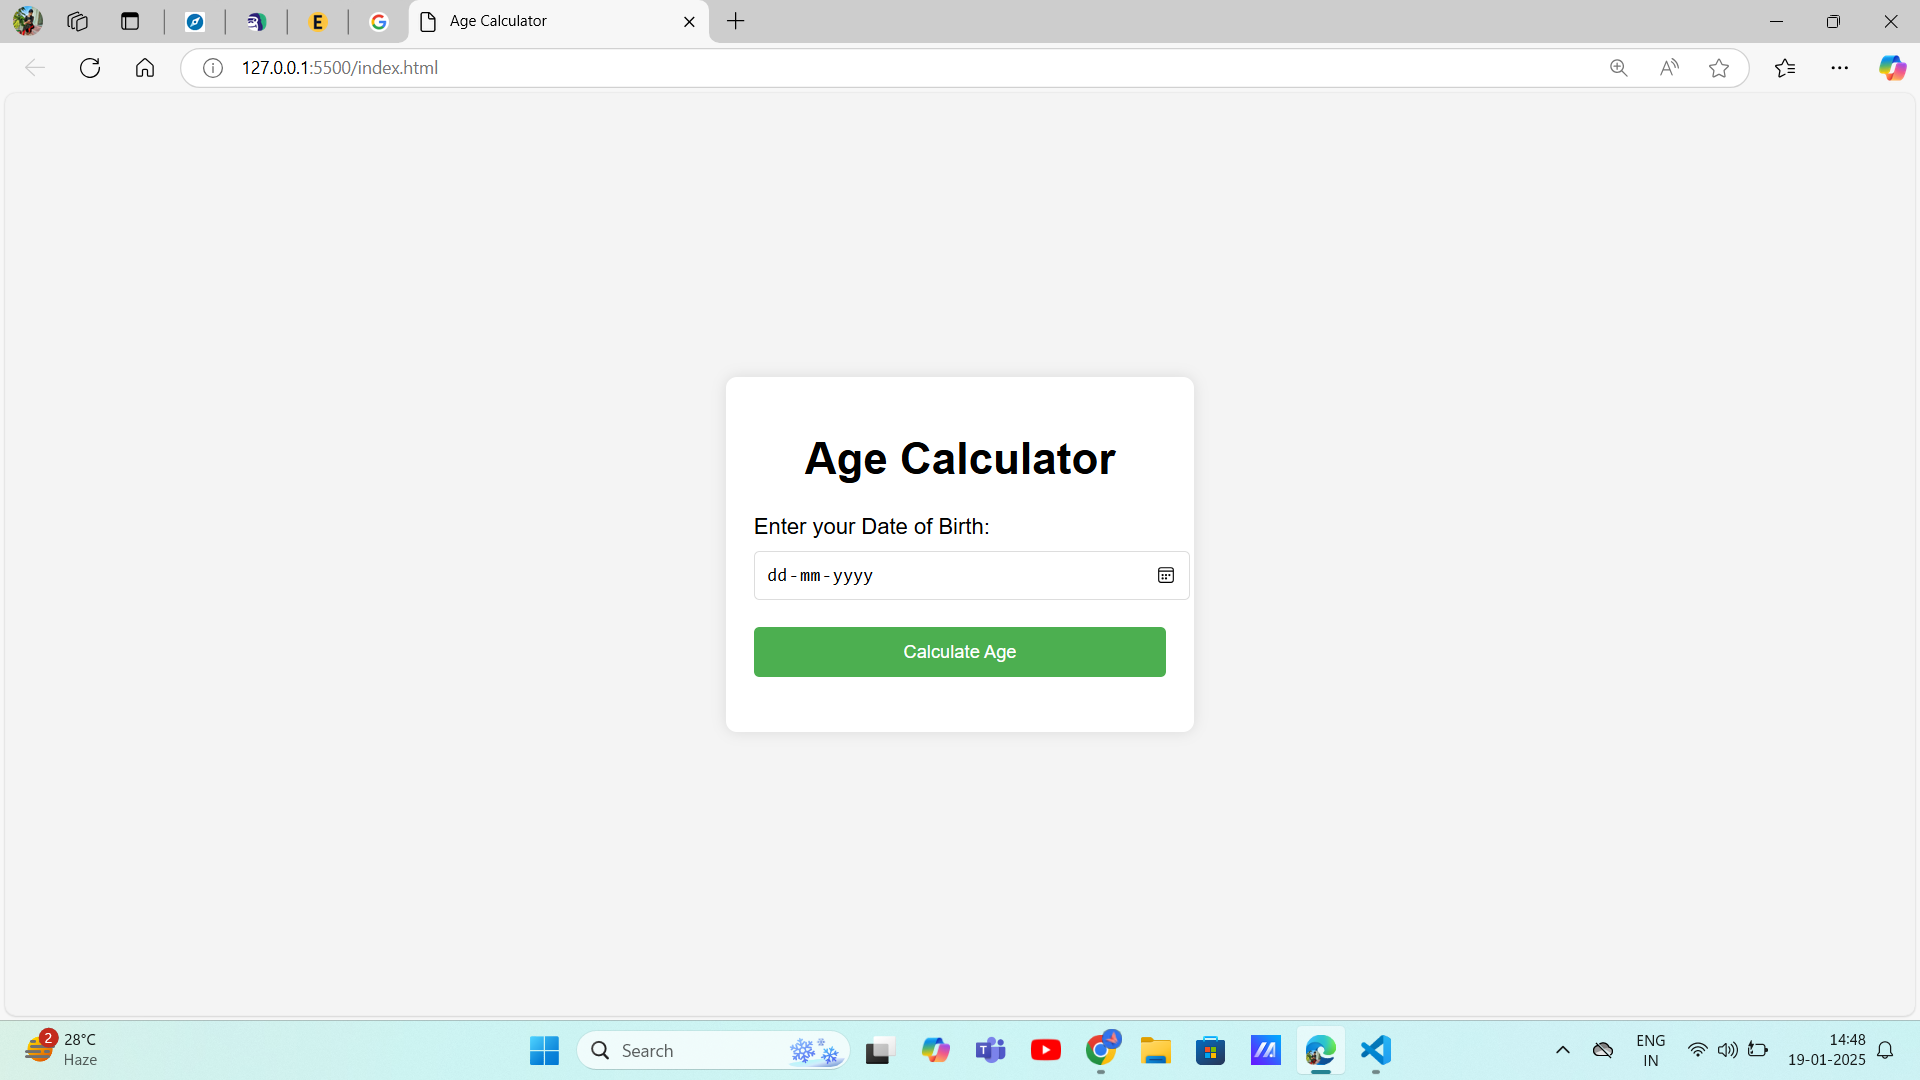 Age Calculator
127.0.0.1:5500/index.html
Age Calculator
Enter your Date of Birth:
dd-mm-yyyy
Calculate Age
2
28°C
Haze
Search
ENG
IN
14:48
19-01-2025